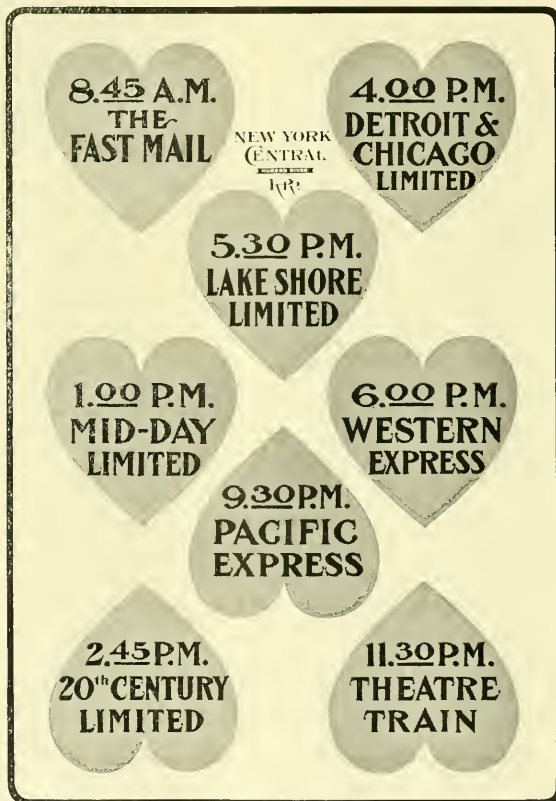 8.45 A.M.
THE
FAST MAIL
NEW YORK
CENTRAL
HUDSON RIVER
R.R.
4.00 P.M.
DETROIT &
CHICAGO
LIMITED
5.30 P.M.
LAKE SHORE
LIMITED
1.00 P.M.
MID-DAY
LIMITED
6.00 P.M.
WESTERN
EXPRESS
9.30 P.M.
PACIFIC
EXPRESS
2.45 P.M.
20th CENTURY
LIMITED
11.30 P.M.
THEATRE
TRAIN